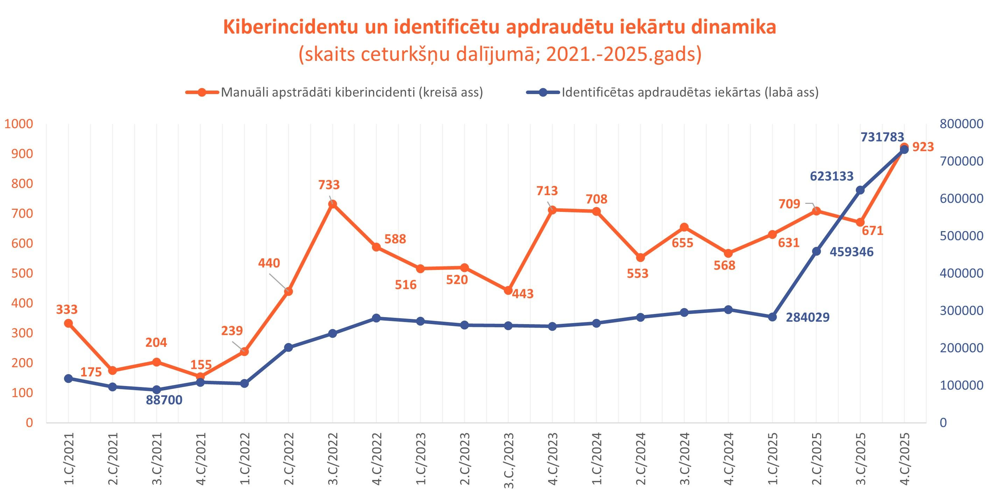 Kiberincidentu un identificētu apdraudētu iekārtu dinamika
(skaits ceturkšņu dalījumā; 2021.-2025.gads)
Manuāli apstrādāti kiberincidenti (kreisā ass)
Identificētas apdraudētas iekārtas (labā ass)
1000
900
800
700
600
500
400
300
200
100
0
800000
700000
600000
500000
400000
300000
200000
100000
0
333
175
204
155
239
440
733
588
516
520
443
713
708
553
655
568
631
709
671
923
88700
284029
459346
623133
731783
1.C/2021
2.C/2021
3.C/2021
4.C/2021
1.C/2022
2.C/2022
3.C/2022
4.C/2022
1.C/2023
2.C/2023
3.C./2023
4.C/2023
1.C/2024
2.C/2024
3.C/2024
4.C/2024
1.C/2025
2.C/2025
3.C/2025
4.C/2025